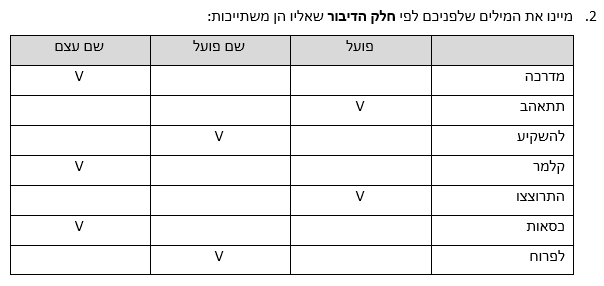 2. מיינו את המילים שלפניכם לפי חלק הדיבור שאליו הן משתייכות:
פועל שם פועל שם עצם
מדרכה V
תתאהב V
להשקיע V
קלמר V
התרוצצו V
כסאות V
לפרוח V